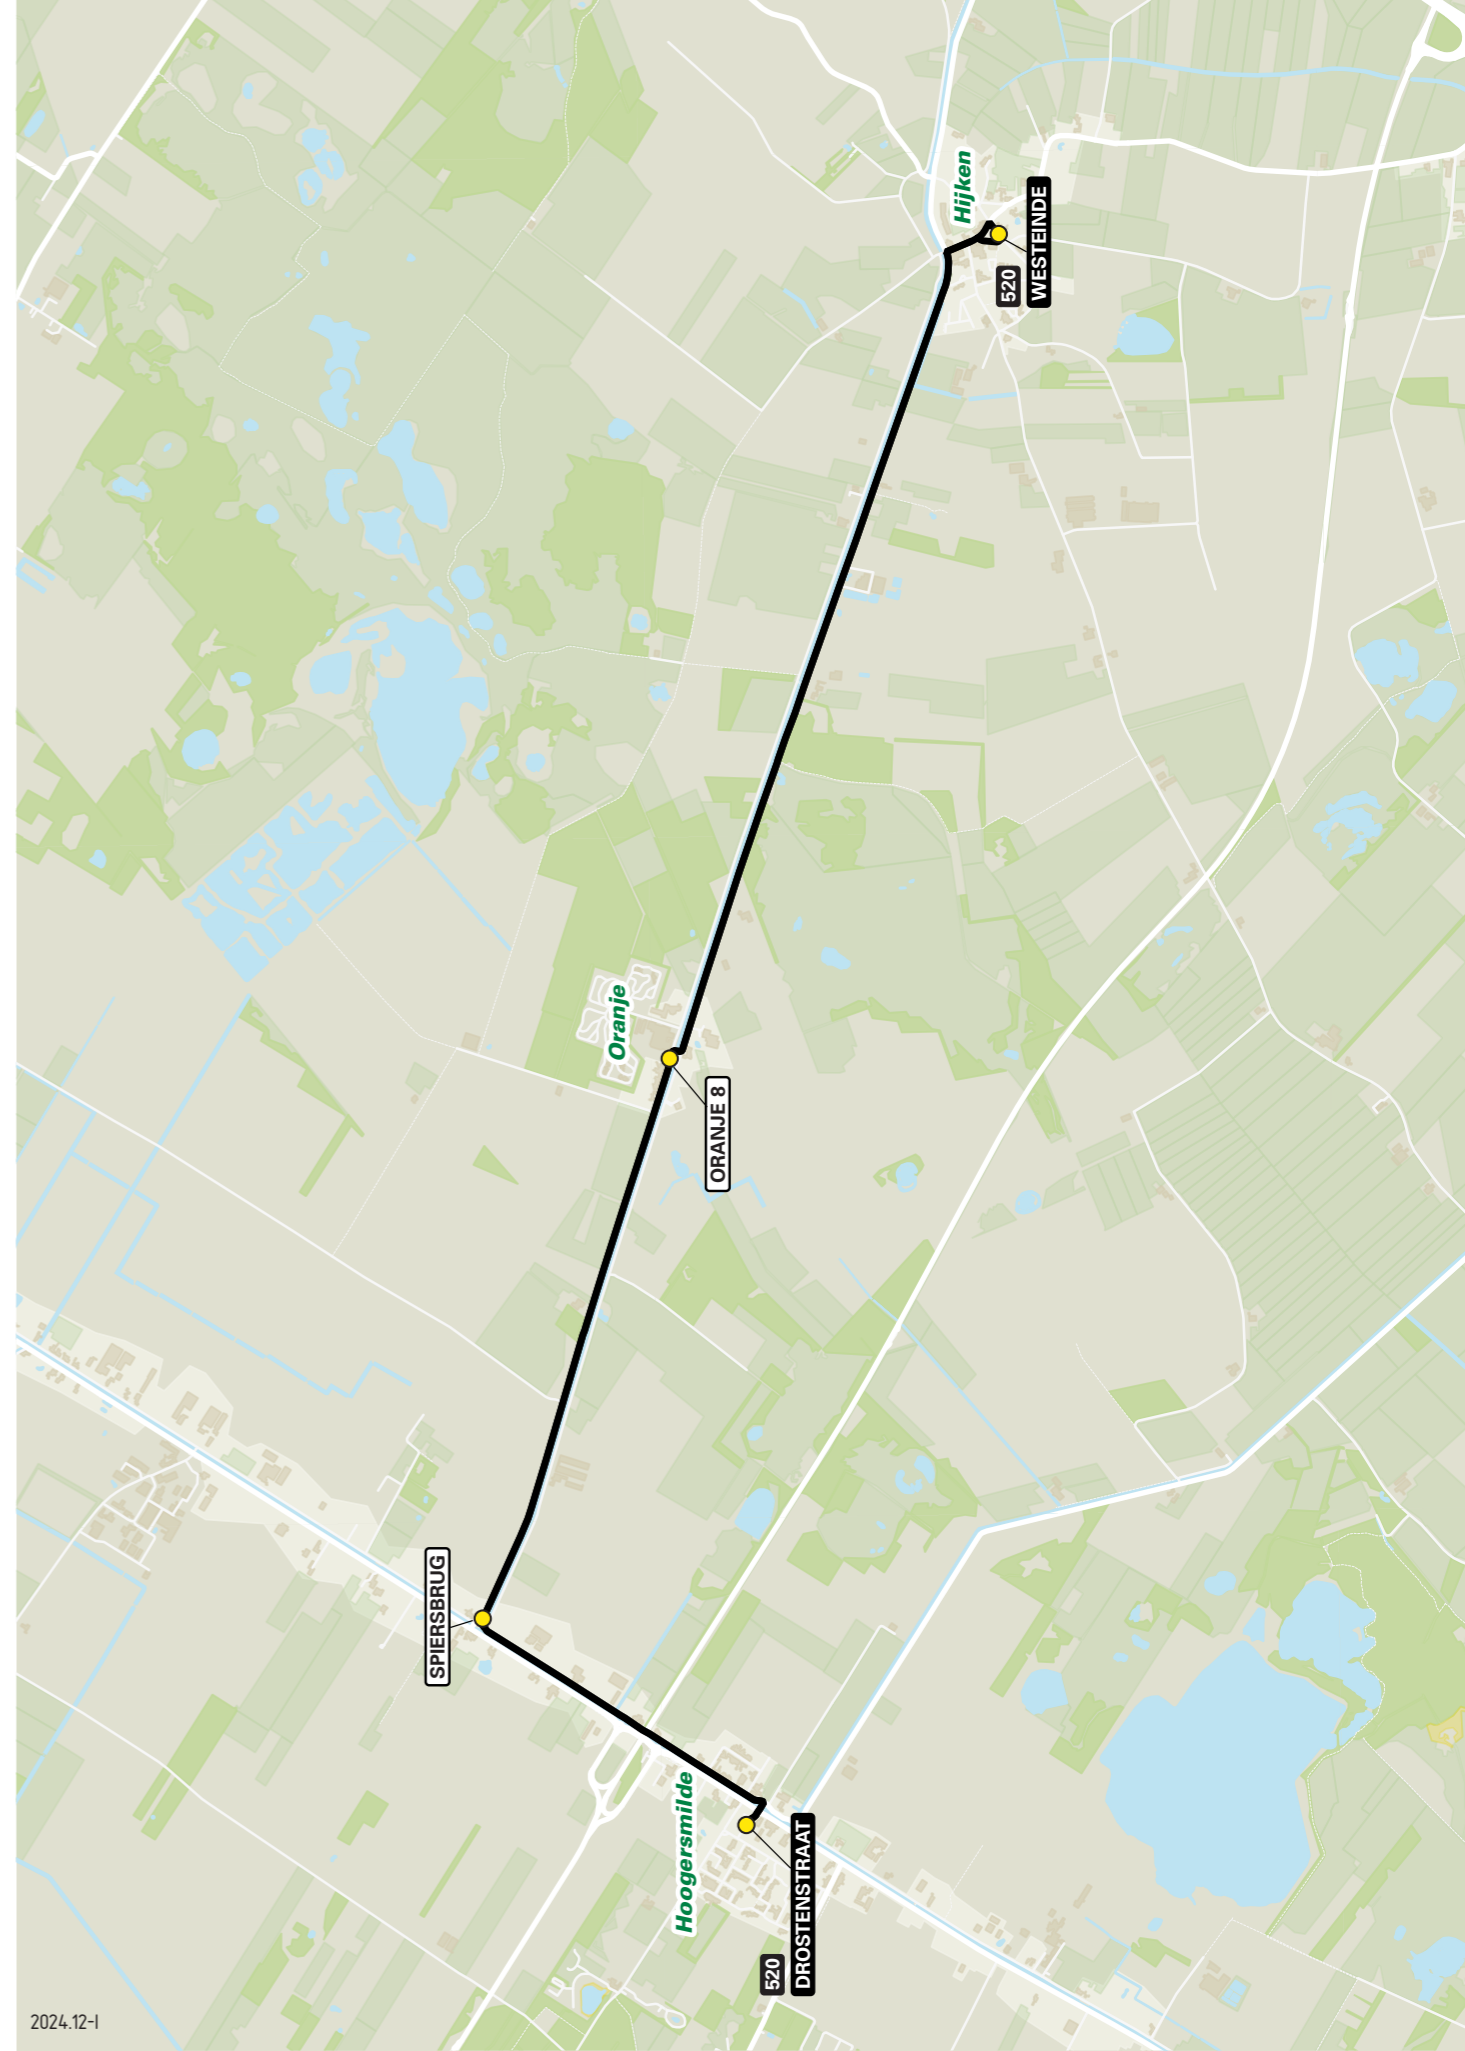 Hijken
520
WESTEINDE
Oranje
ORANJE 8
SPIERSBRUG
Hoogersmilde
520
DROSTENSTRAAT
2024.12-I